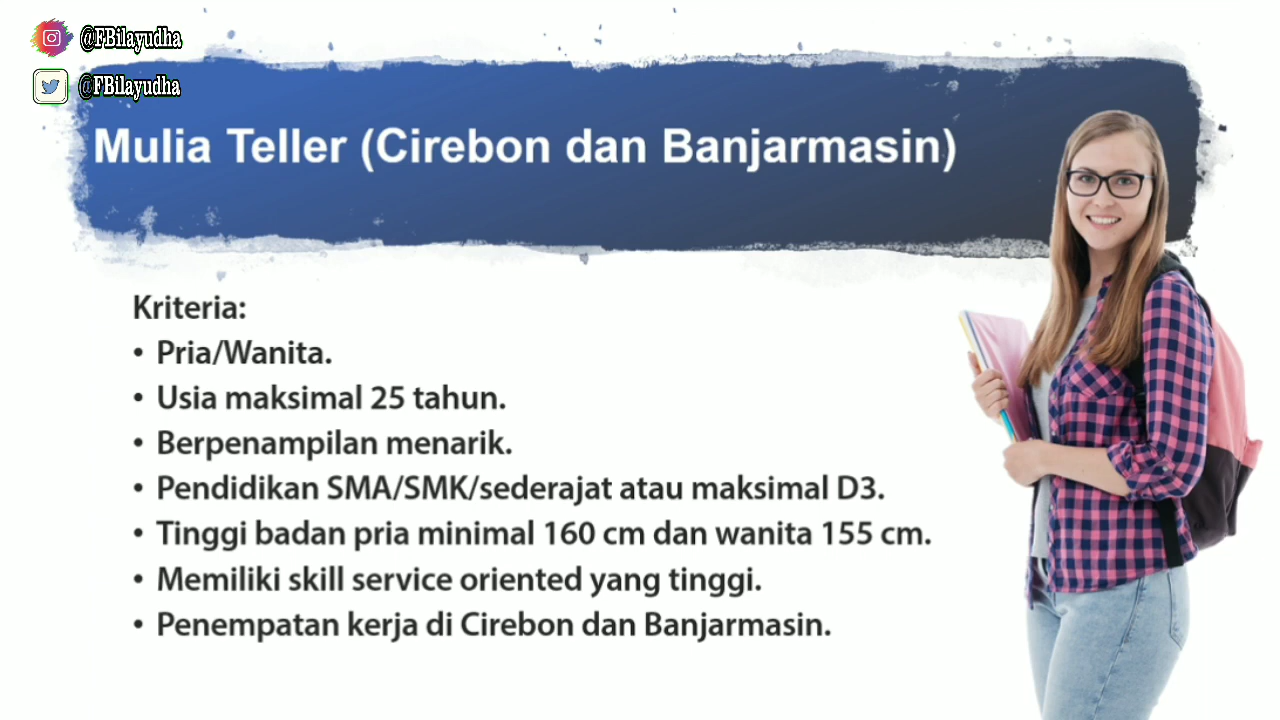 @FBilayudha
@FBilayudha
Mulia Teller (Cirebon dan Banjarmasin)
Kriteria:
• Pria/Wanita.
• Usia maksimal 25 tahun.
• Berpenampilan menarik.
• Pendidikan SMA/SMK/sederajat atau maksimal D3.
• Tinggi badan pria minimal 160 cm dan wanita 155 cm.
• Memiliki skill service oriented yang tinggi.
• Penempatan kerja di Cirebon dan Banjarmasin.